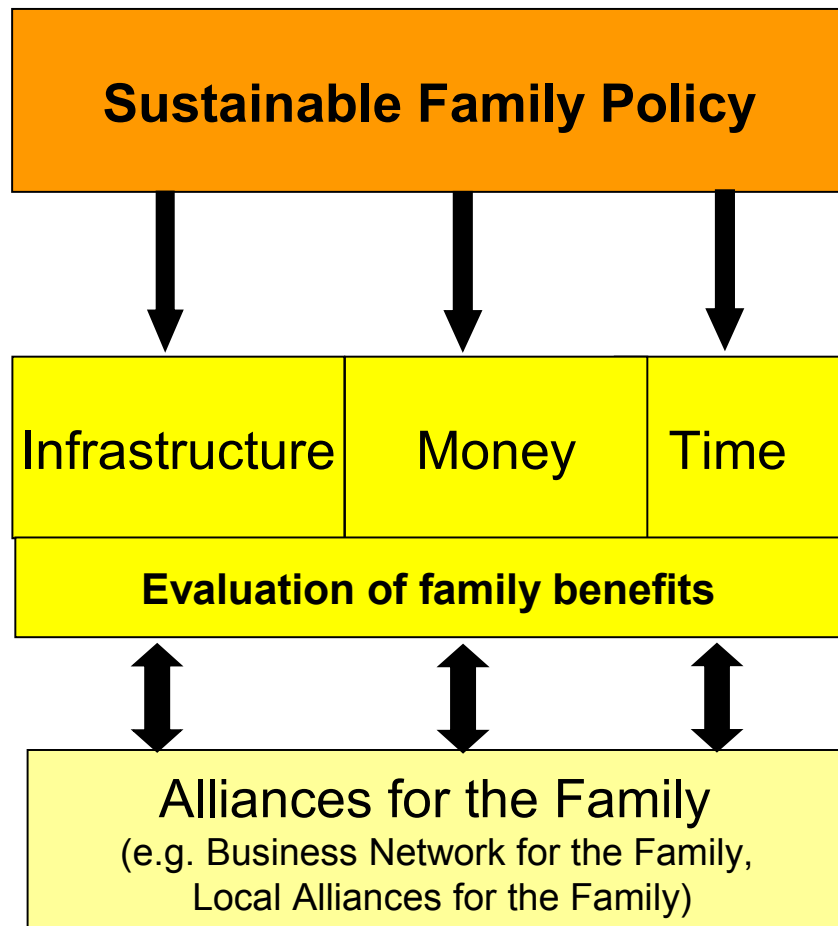 Sustainable Family Policy
Infrastructure Money Time
Evaluation of family benefits
Alliances for the Family
(e.g. Business Network for the Family,
Local Alliances for the Family)